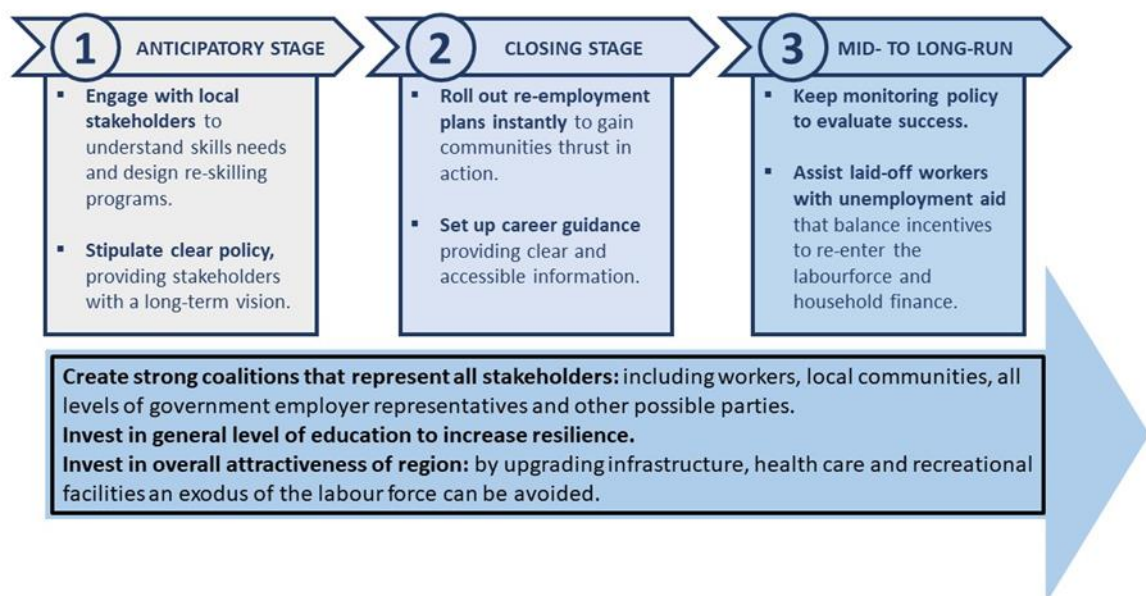 1 ANTICIPATORY STAGE
▪ Engage with local
stakeholders to
understand skills needs
and design re-skilling
programs.
▪ Stipulate clear policy,
providing stakeholders
with a long-term vision.
2 CLOSING STAGE
▪ Roll out re-employment
plans instantly to gain
communities thrust in
action.
▪ Set up career guidance
providing clear and
accessible information.
3 MID- TO LONG-RUN
▪ Keep monitoring policy
to evaluate success.
▪ Assist laid-off workers
with unemployment aid
that balance incentives
to re-enter the
labourforce and
household finance.
Create strong coalitions that represent all stakeholders: including workers, local communities, all
levels of government employer representatives and other possible parties.
Invest in general level of education to increase resilience.
Invest in overall attractiveness of region: by upgrading infrastructure, health care and recreational
facilities an exodus of the labour force can be avoided.